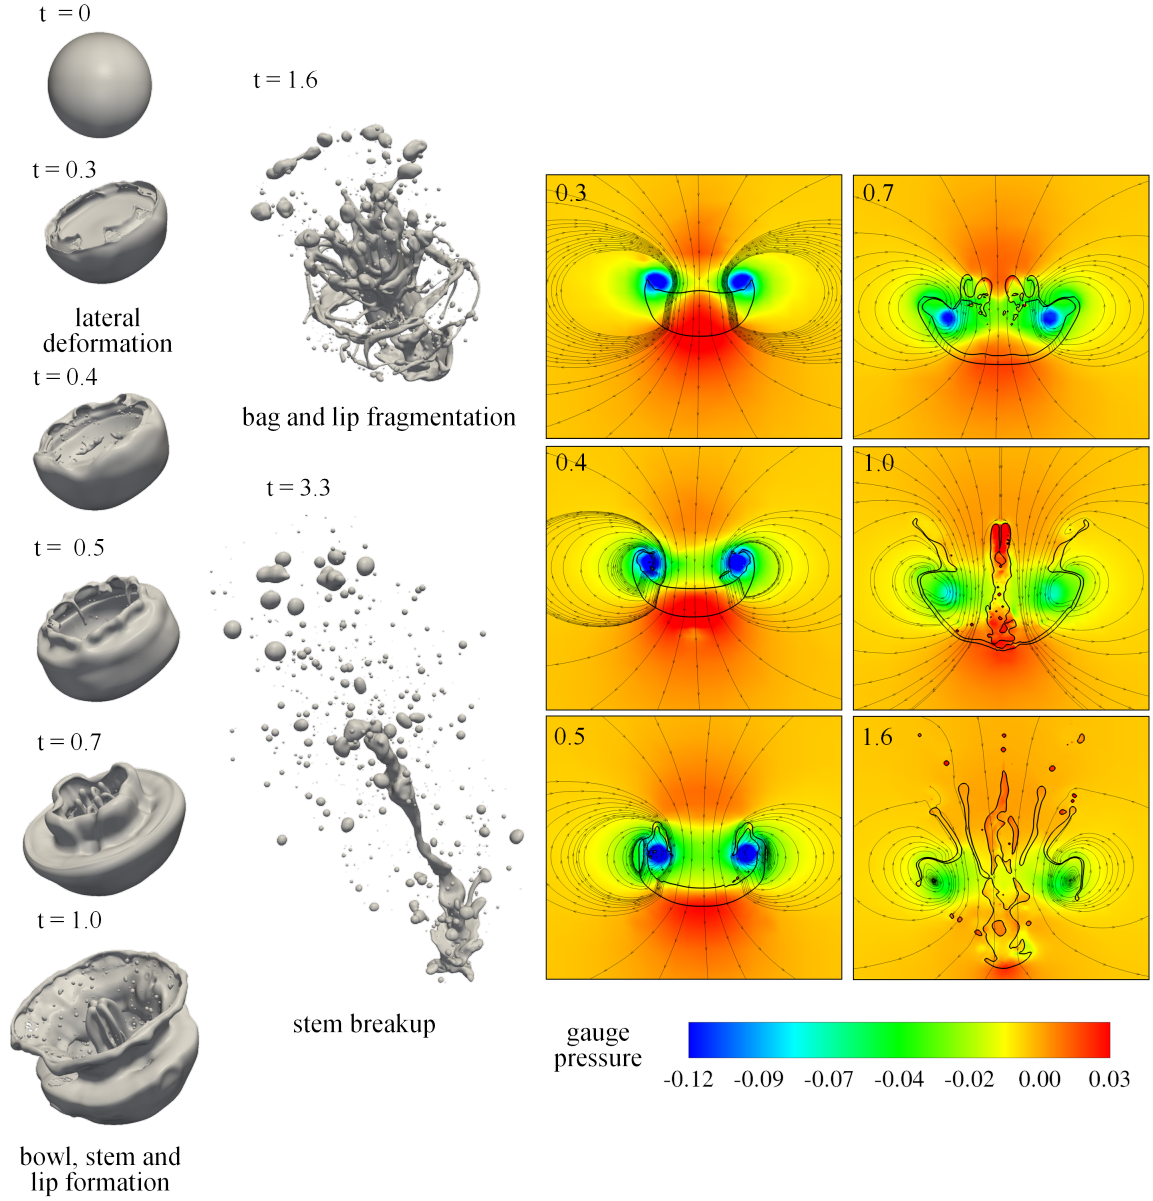 t = 0
t = 0.3
lateral
deformation
t = 0.4
t = 0.5
t = 0.7
t = 1.0
bowl, stem and
lip formation
t = 1.6
bag and lip fragmentation
t = 3.3
stem breakup
0.3
0.7
0.4
1.0
0.5
1.6
gauge
pressure
-0.12 -0.09 -0.07 -0.04 -0.02 0.00 0.03